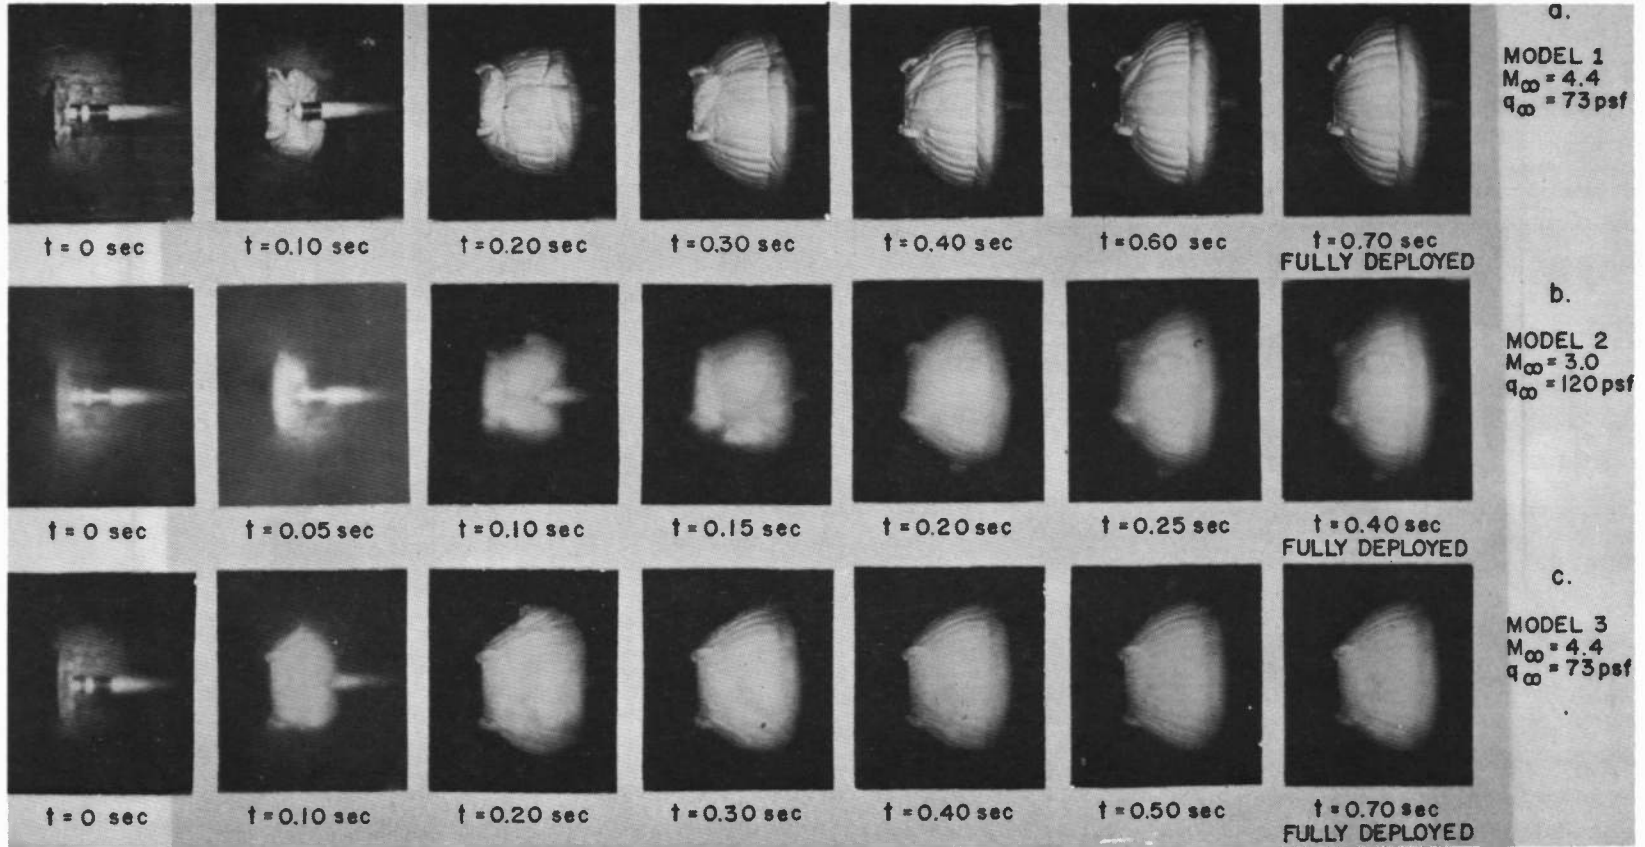 a.
MODEL 1
M∞ = 4.4
q∞ = 73 psf
t = 0 sec
t = 0.10 sec
t = 0.20 sec
t = 0.30 sec
t = 0.40 sec
t = 0.60 sec
t = 0.70 sec
FULLY DEPLOYED
b.
MODEL 2
M∞ = 3.0
q∞ = 120 psf
t = 0 sec
t = 0.05 sec
t = 0.10 sec
t = 0.15 sec
t = 0.20 sec
t = 0.25 sec
t = 0.40 sec
FULLY DEPLOYED
c.
MODEL 3
M∞ = 4.4
q∞ = 73 psf
t = 0 sec
t = 0.10 sec
t = 0.20 sec
t = 0.30 sec
t = 0.40 sec
t = 0.50 sec
t = 0.70 sec
FULLY DEPLOYED